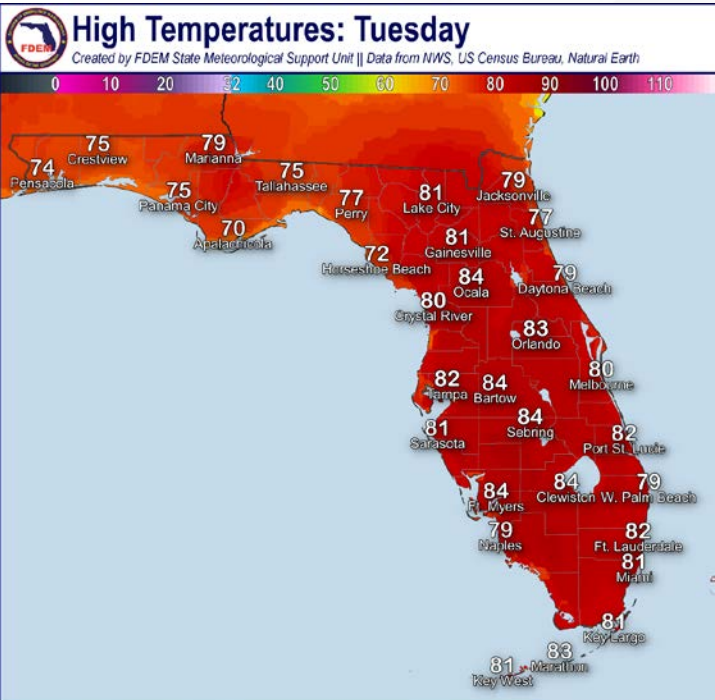 FDEM
High Temperatures: Tuesday
Created by FDEM State Meteorological Support Unit || Data from NWS, US Census Bureau, Natural Earth
0 10 20 32 40 50 60 70 80 90 100 110
75
Crestview
79
Marianna
74
Pensacola
75
Tallahassee
75
Panama City
77
Perry
81
Lake City
79
Jacksonville
70
Apalachicola
77
St. Augustine
81
Gainesville
72
Horseshoe Beach
84
Ocala
79
Daytona Beach
80
Crystal River
83
Orlando
82
Tampa
84
Bartow
80
Melbourne
84
Sebring
81
Sarasota
82
Port St. Lucie
84
Ft. Myers
84
Clewiston
79
W. Palm Beach
79
Naples
82
Ft. Lauderdale
81
Miami
81
Key Largo
83
Marathon
81
Key West